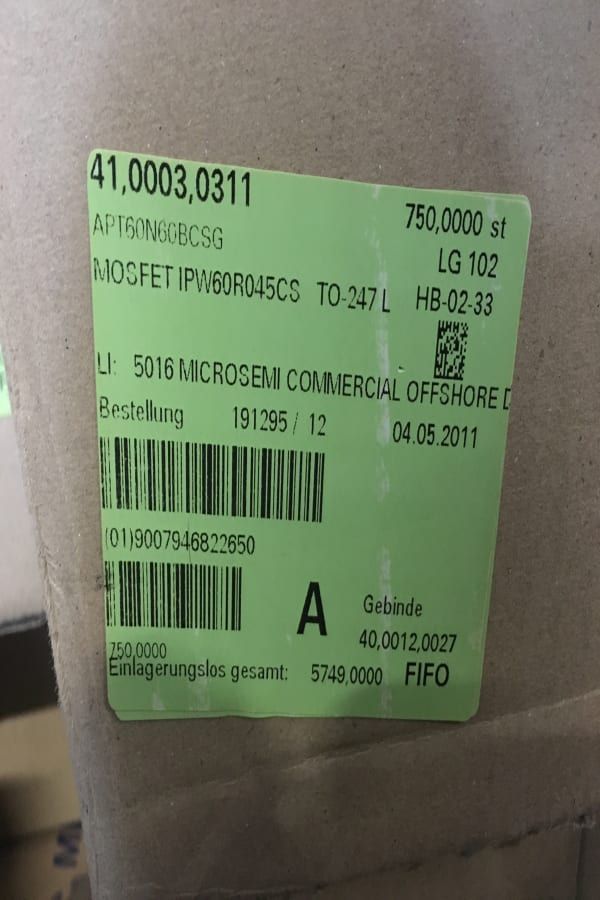 41,0003,0311
750,0000 st
APT60N60BCSG
LG 102
MOSFET IPW60R045CS TO-247 L HB-02-33
LI: 5016 MICROSEMI COMMERCIAL OFFSHORE D
Bestellung 191295 / 12 04.05.2011
(01)9007946822650
A Gebinde
40,0012,0027
750,0000
Einlagerungslos gesamt: 5749,0000 FIFO